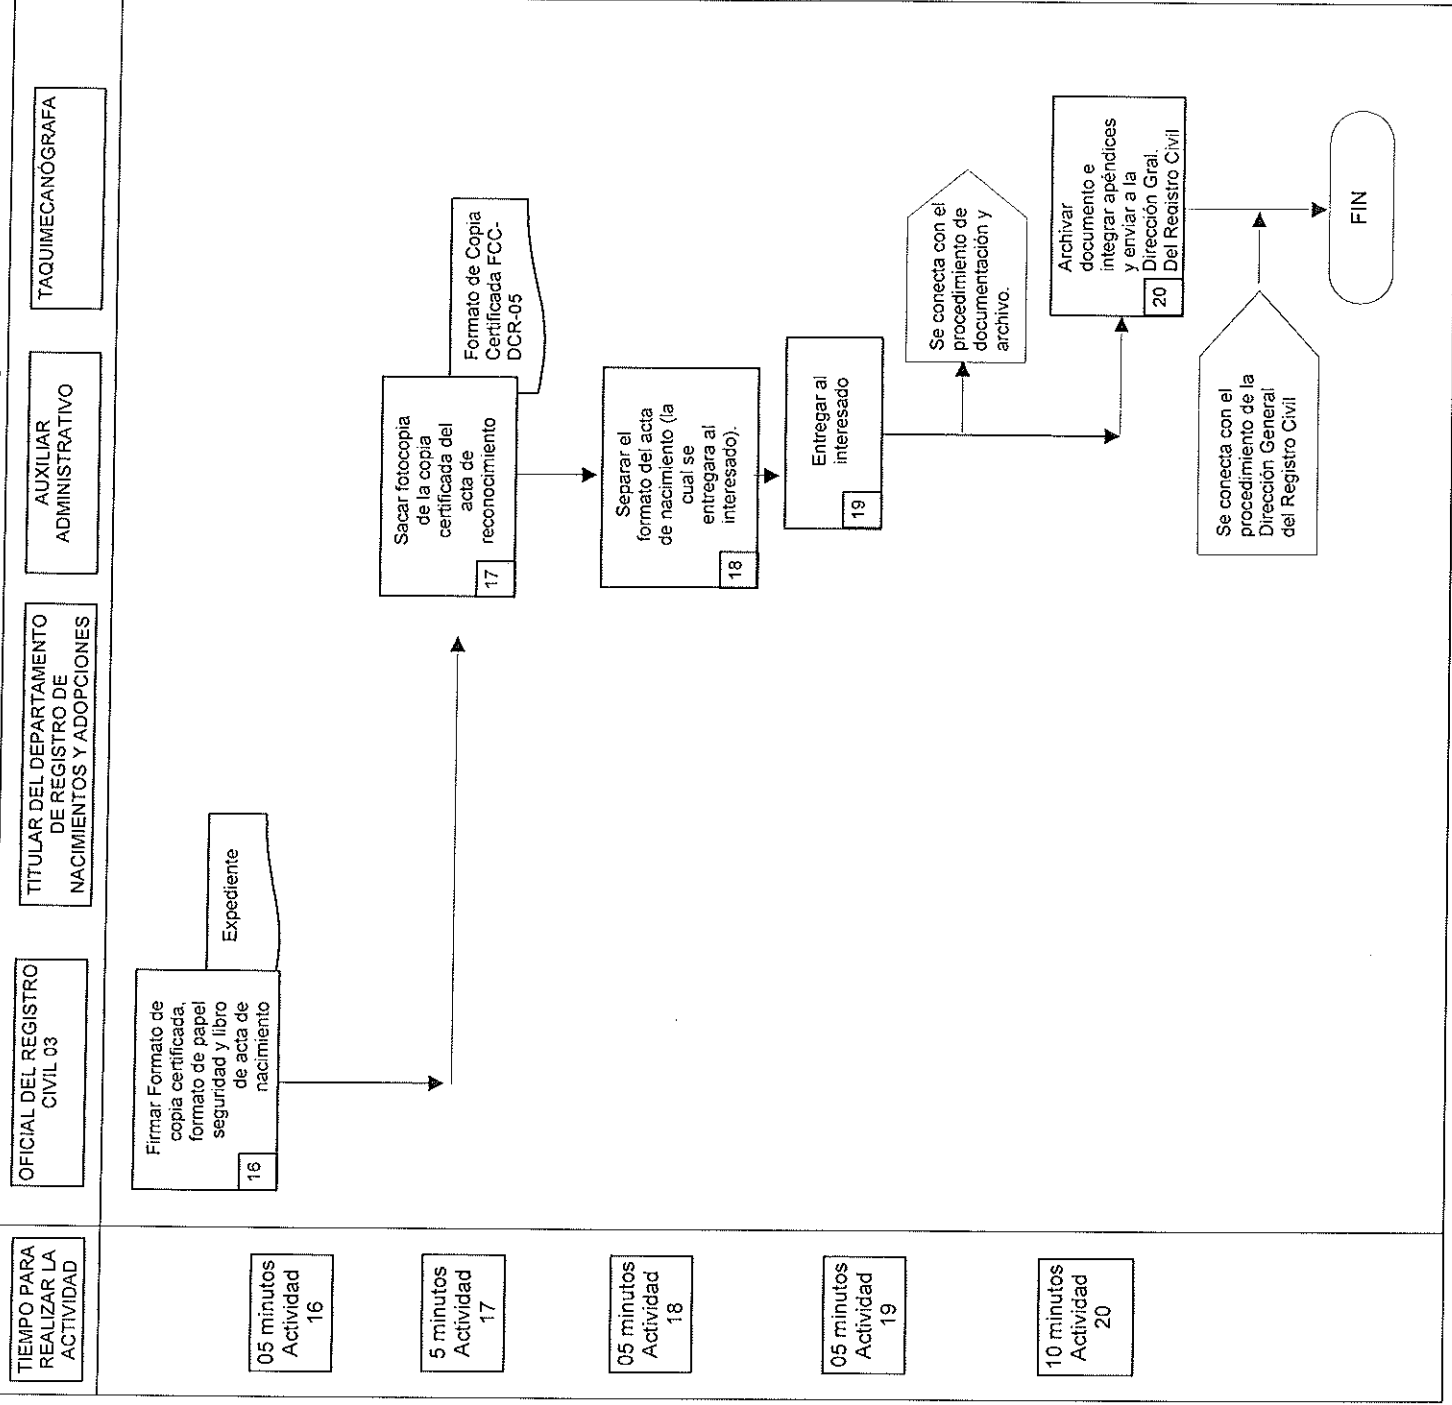 TIEMPO PARA
REALIZAR LA
ACTIVIDAD
OFICIAL DEL REGISTRO
CIVIL 03
TITULAR DEL DEPARTAMENTO
DE REGISTRO DE
NACIMIENTOS Y ADOPCIONES
AUXILIAR
ADMINISTRATIVO
TAQUIMECANÓGRAFA
05 minutos
Actividad
16
Firmar Formato de
copia certificada,
formato de papel
seguridad y libro
de acta de
nacimiento
16
Expediente
5 minutos
Actividad
17
Sacar fotocopia
de la copia
certificada del
acta de
reconocimiento
17
Formato de Copia
Certificada FCC-
DCR-05
05 minutos
Actividad
18
Separar el
formato del acta
de nacimiento (la
cual se
entregara al
interesado).
18
05 minutos
Actividad
19
Entregar al
interesado
19
Se conecta con el
procedimiento de
documentación y
archivo.
10 minutos
Actividad
20
Archivar
documento e
integrar apéndices
y enviar a la
Dirección Gral.
Del Registro Civil
20
Se conecta con el
procedimiento de la
Dirección General
del Registro Civil
FIN